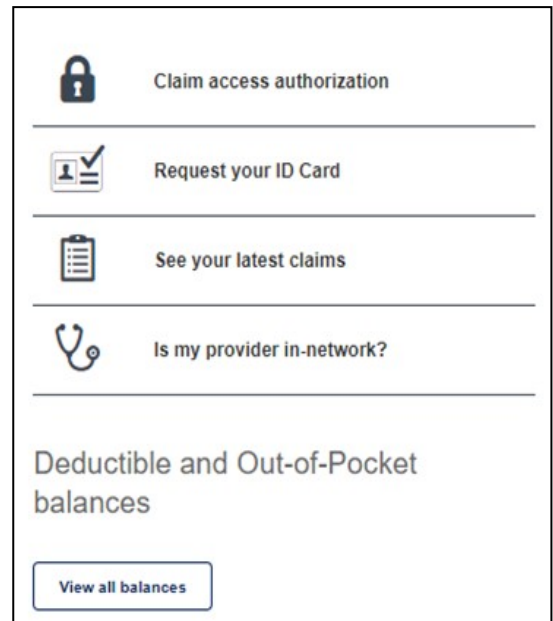 Claim access authorization
Request your ID Card
See your latest claims
Is my provider in-network?
Deductible and Out-of-Pocket
balances
View all balances